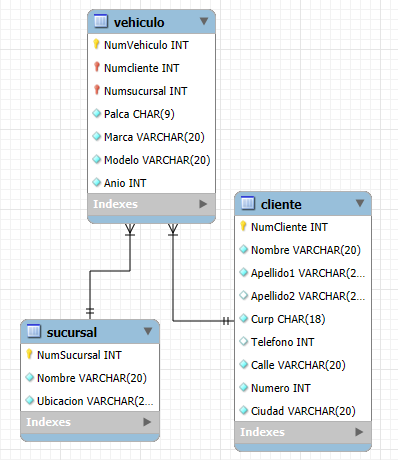 vehiculo
NumVehiculo INT
Numcliente INT
Numsucursal INT
Palca CHAR(9)
Marca VARCHAR(20)
Modelo VARCHAR(20)
Anio INT
Indexes
cliente
NumCliente INT
Nombre VARCHAR(20)
Apellido1 VARCHAR(2...
Apellido2 VARCHAR(2...
Curp CHAR(18)
Telefono INT
Calle VARCHAR(20)
Numero INT
Ciudad VARCHAR(20)
Indexes
sucursal
NumSucursal INT
Nombre VARCHAR(20)
Ubicacion VARCHAR(2...
Indexes